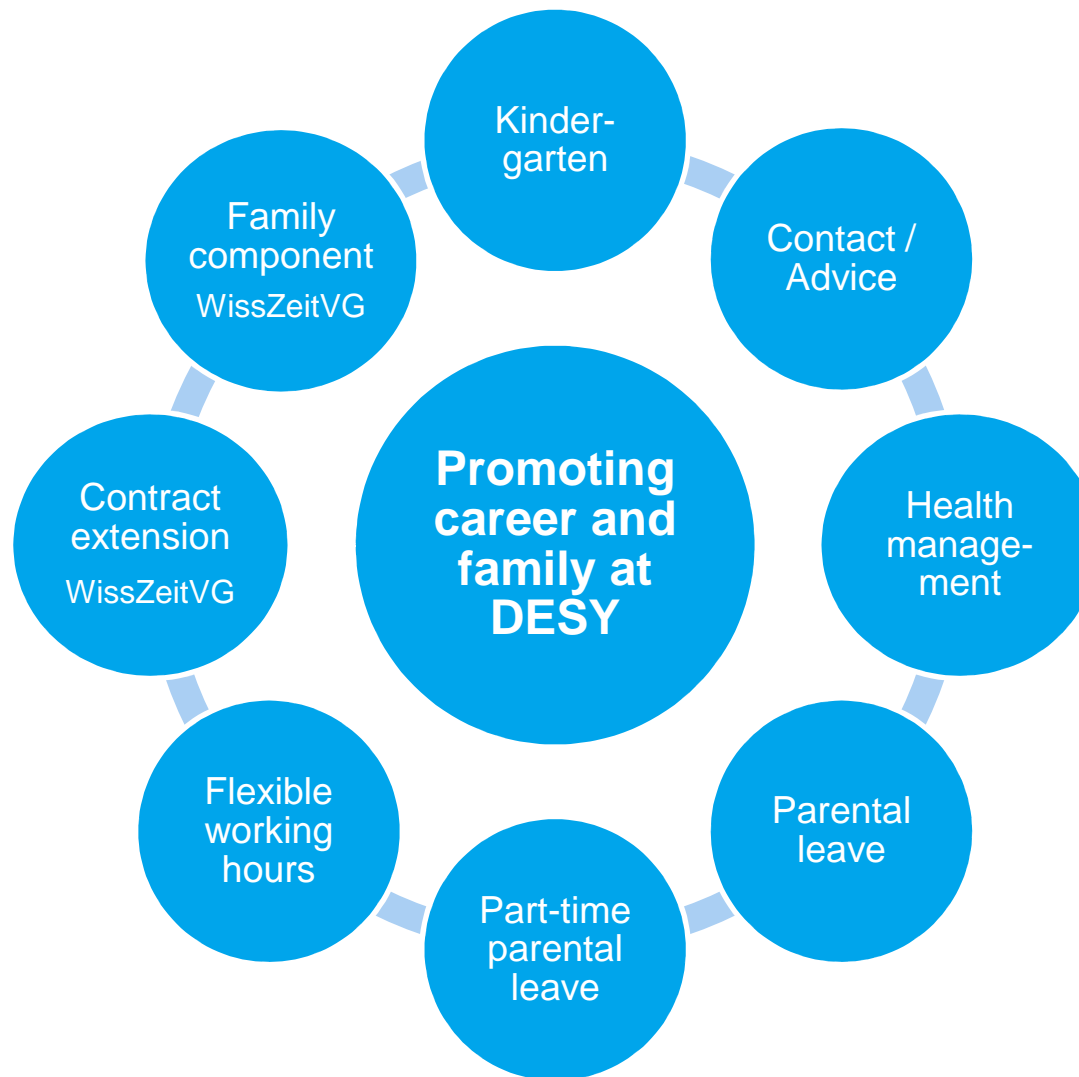 Kinder-
garten
Contact /
Advice
Health
manage-
ment
Parental
leave
Part-time
parental
leave
Flexible
working
hours
Contract
extension
WissZeitVG
Family
component
WissZeitVG
Promoting
career and
family at
DESY